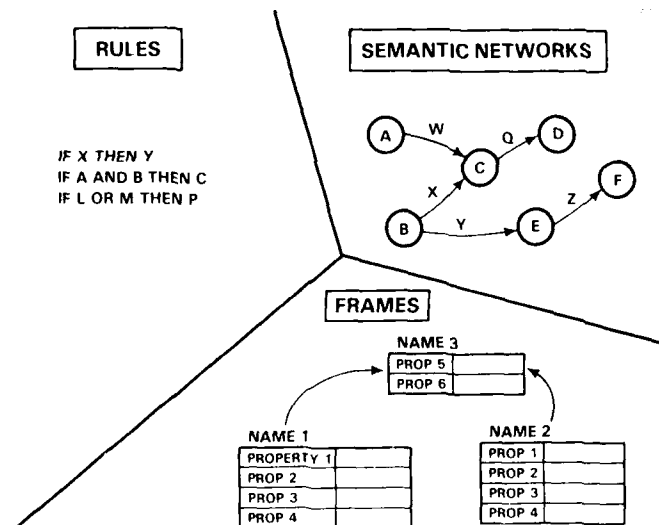 RULES
IF X THEN Y
IF A AND B THEN C
IF L OR M THEN P
SEMANTIC NETWORKS
A
W
C
Q
D
X
B
Y
E
Z
F
FRAMES
NAME 3
PROP 5
PROP 6
NAME 1
PROPERTY 1
PROP 2
PROP 3
PROP 4
NAME 2
PROP 1
PROP 2
PROP 3
PROP 4